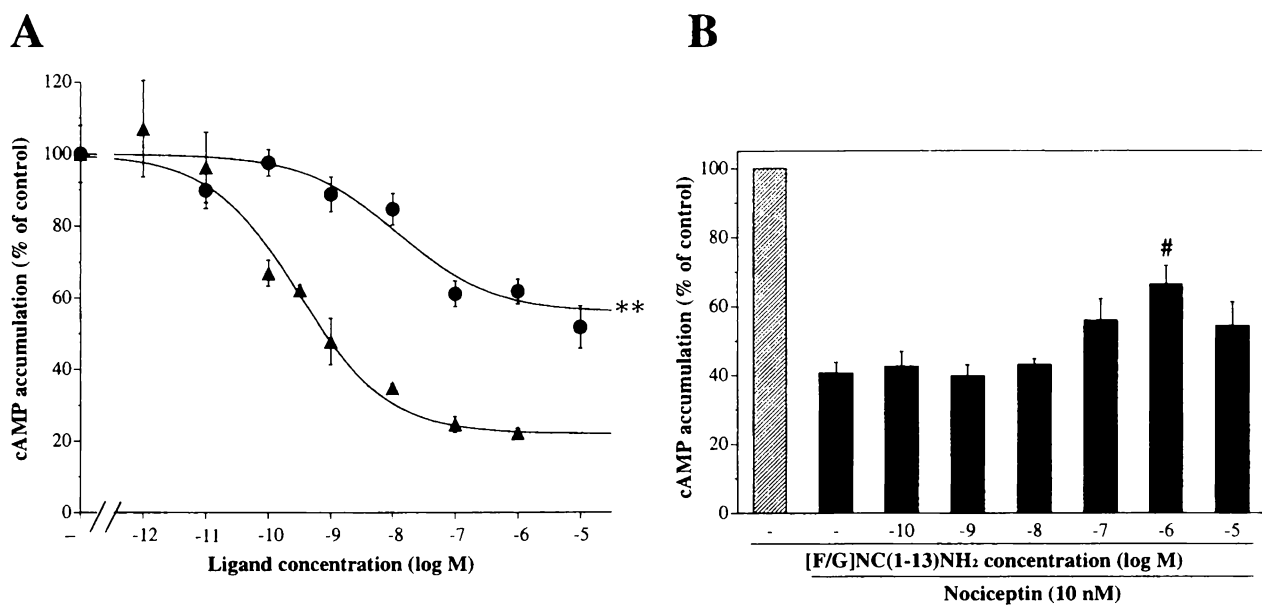 A
cAMP accumulation (% of control)
120
100
80
60
40
20
0
**
– -12 -11 -10 -9 -8 -7 -6 -5
Ligand concentration (log M)
B
cAMP accumulation (% of control)
100
80
60
40
20
0
#
- - -10 -9 -8 -7 -6 -5
[F/G]NC(1-13)NH₂ concentration (log M)
Nociceptin (10 nM)